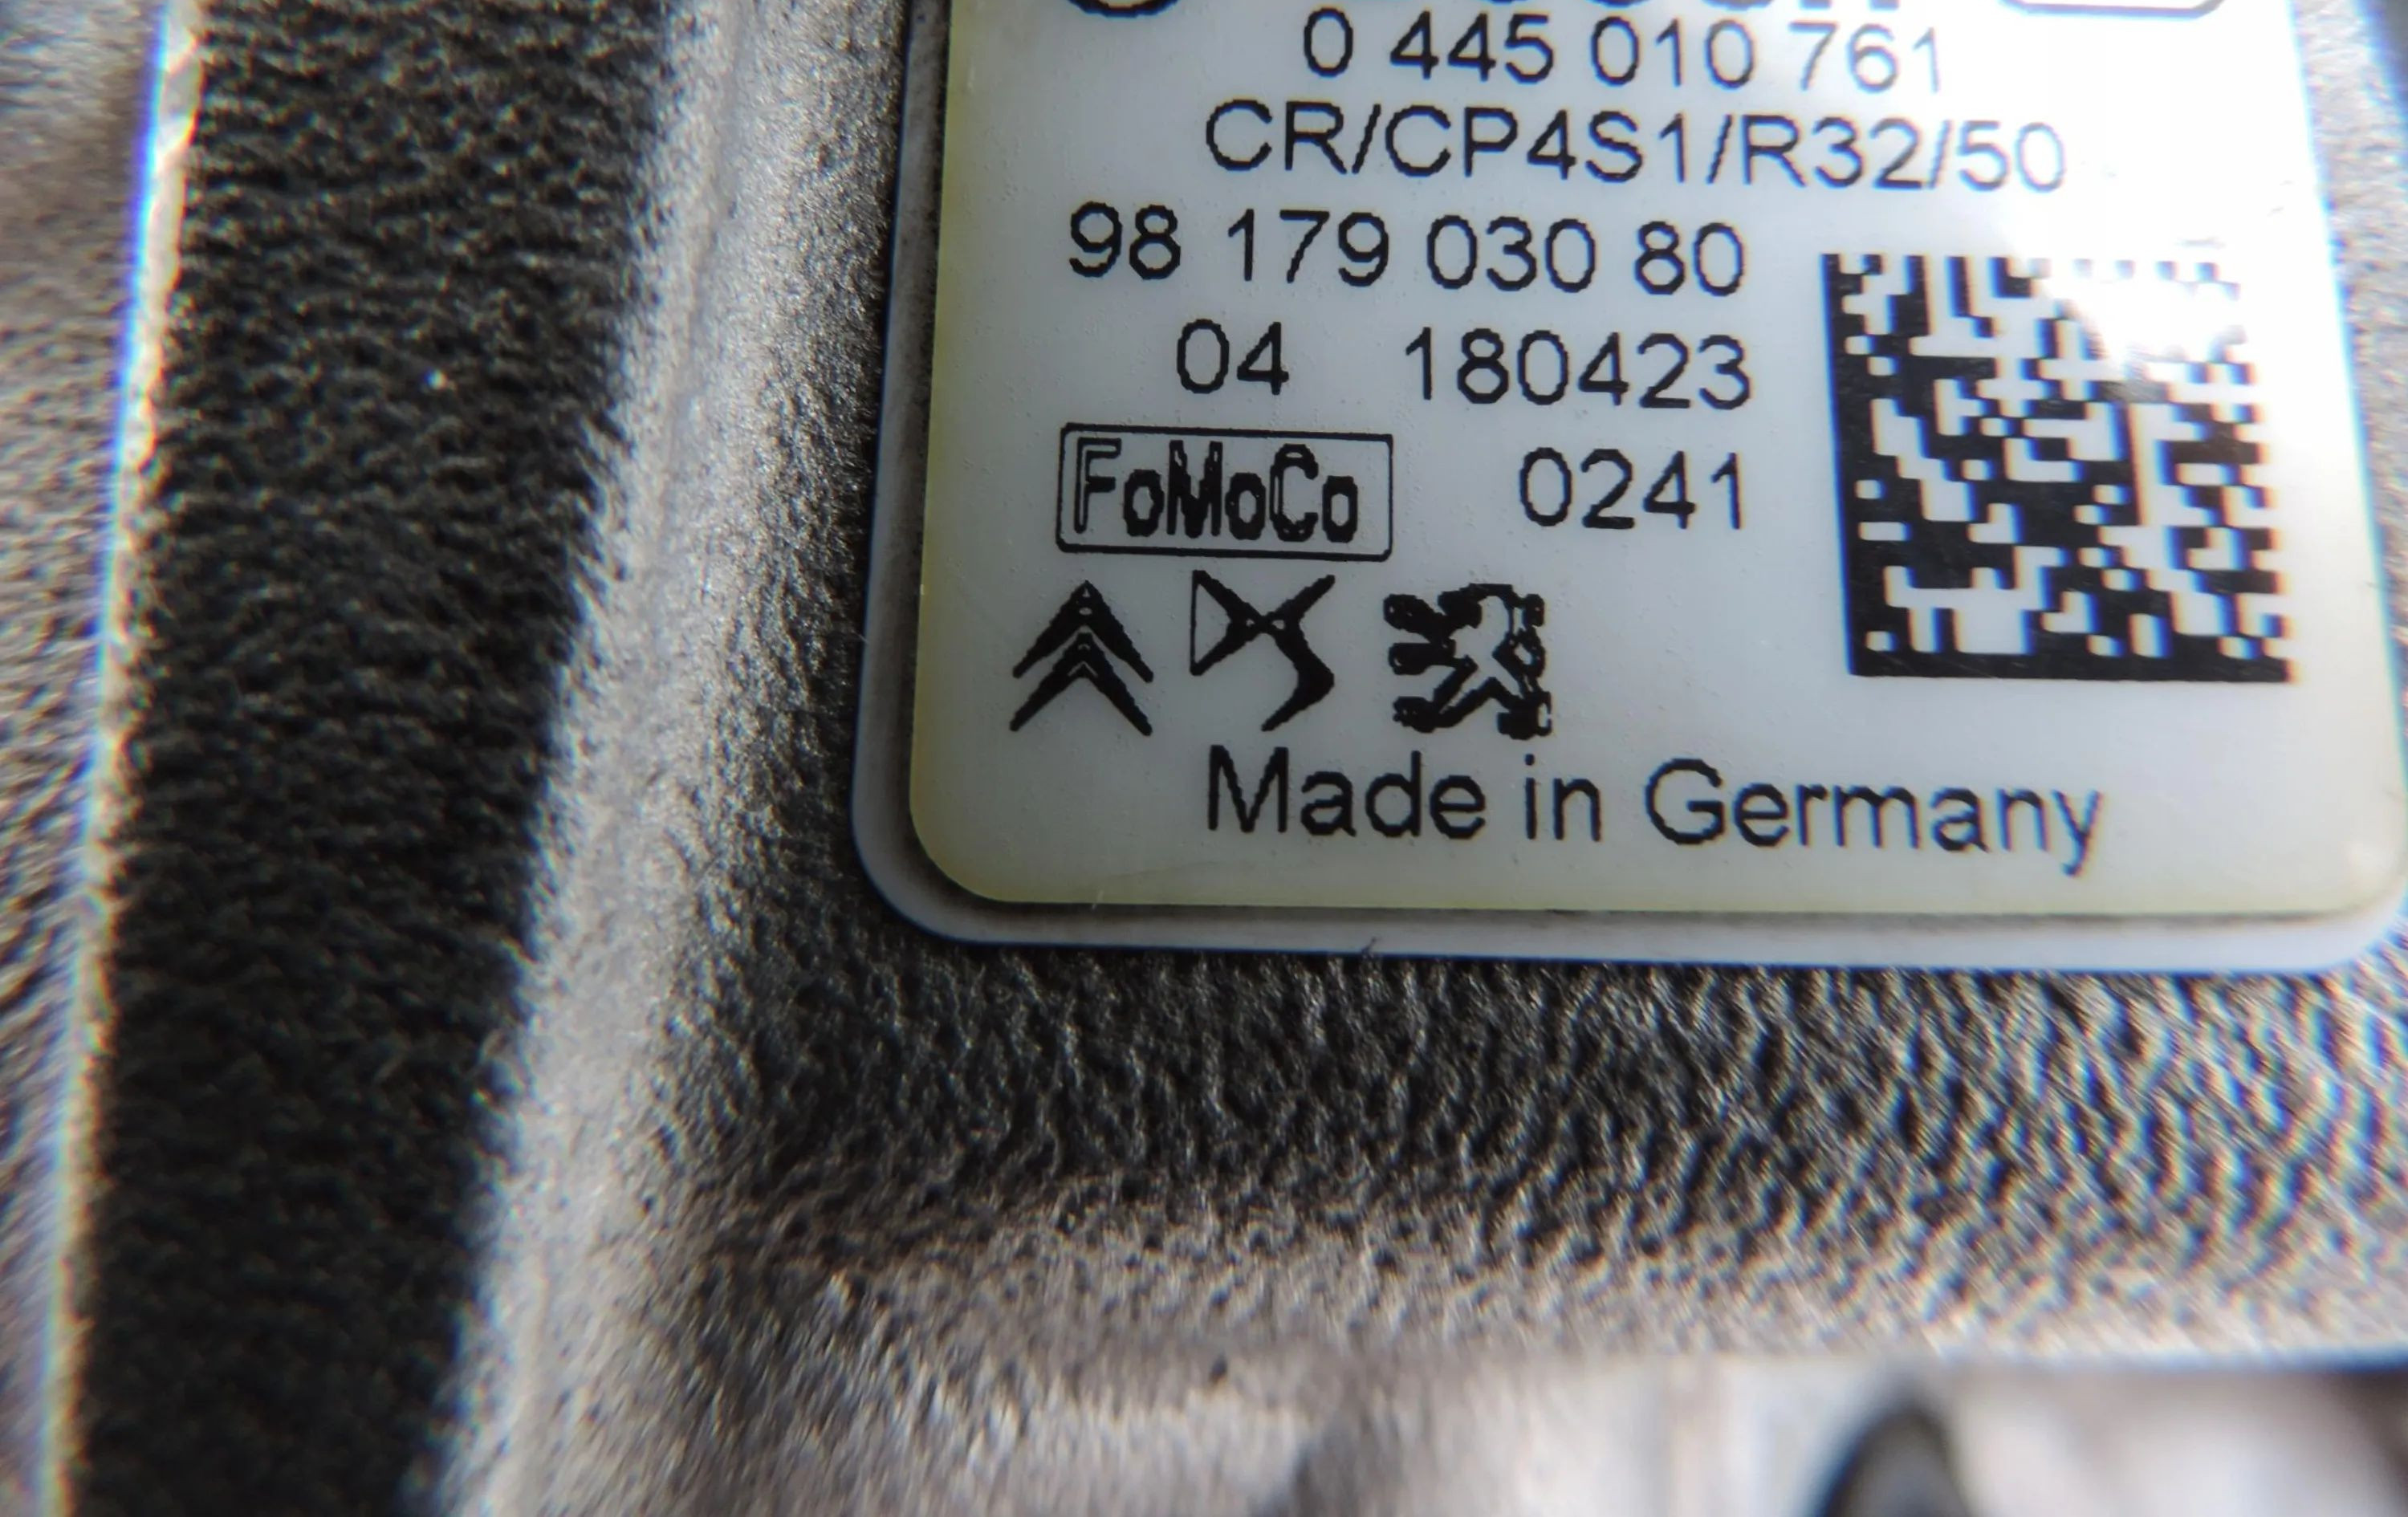 0 445 010 761
CR/CP4S1/R32/50
98 179 030 80
04 180423
FoMoCo 0241
DS
Made in Germany